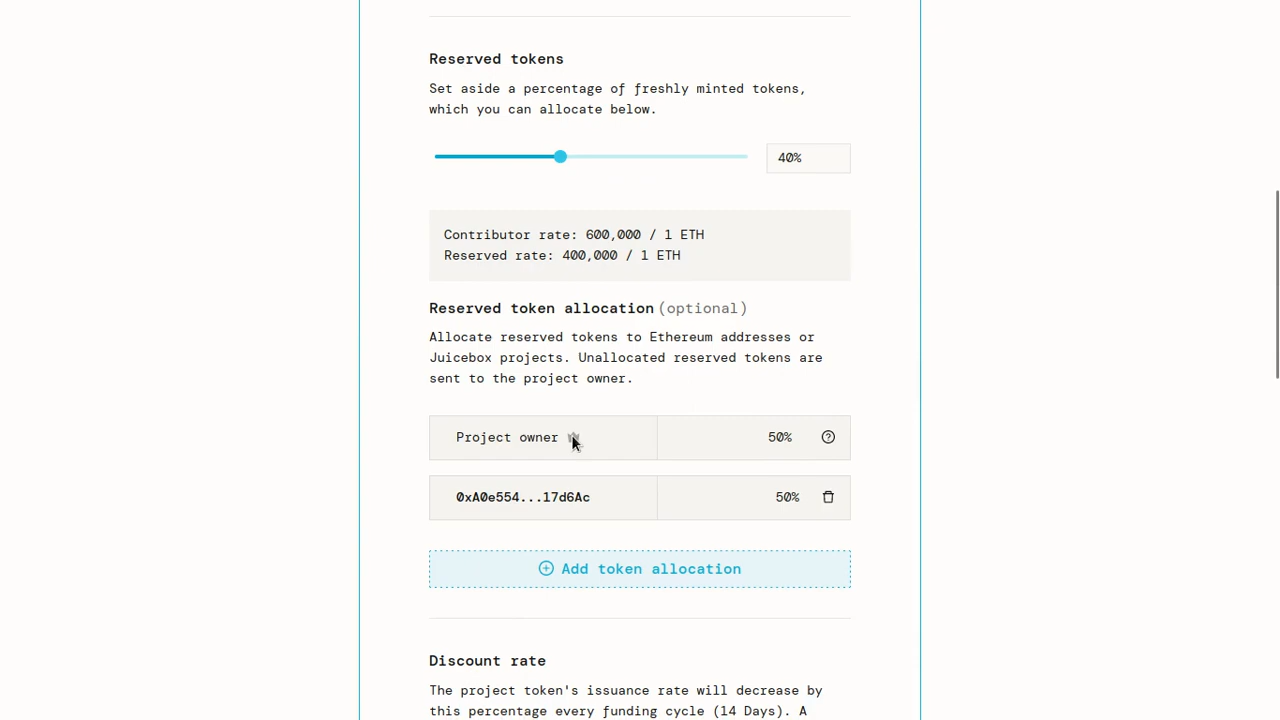 Reserved tokens
Set aside a percentage of freshly minted tokens,
which you can allocate below.
40%
Contributor rate: 600,000 / 1 ETH
Reserved rate: 400,000 / 1 ETH
Reserved token allocation (optional)
Allocate reserved tokens to Ethereum addresses or
Juicebox projects. Unallocated reserved tokens are
sent to the project owner.
Project owner 50%
0xA0e554...17d6Ac 50%
Add token allocation
Discount rate
The project token's issuance rate will decrease by
this percentage every funding cycle (14 Days). A